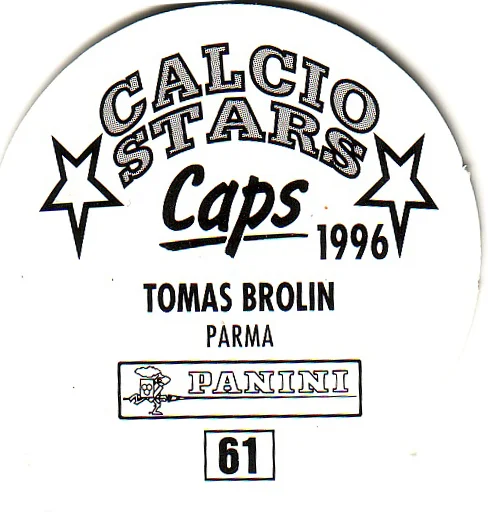 CALCIO
STARS
Caps
1996
TOMAS BROLIN
PARMA
PANINI
61